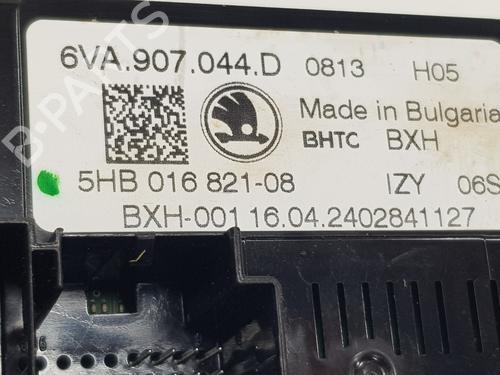 6VA.907.044.D 0813 H05
Made in Bulgaria
BHTC BXH
5HB 016 821-08 IZY 06S
BXH-001 16.04.2402841127